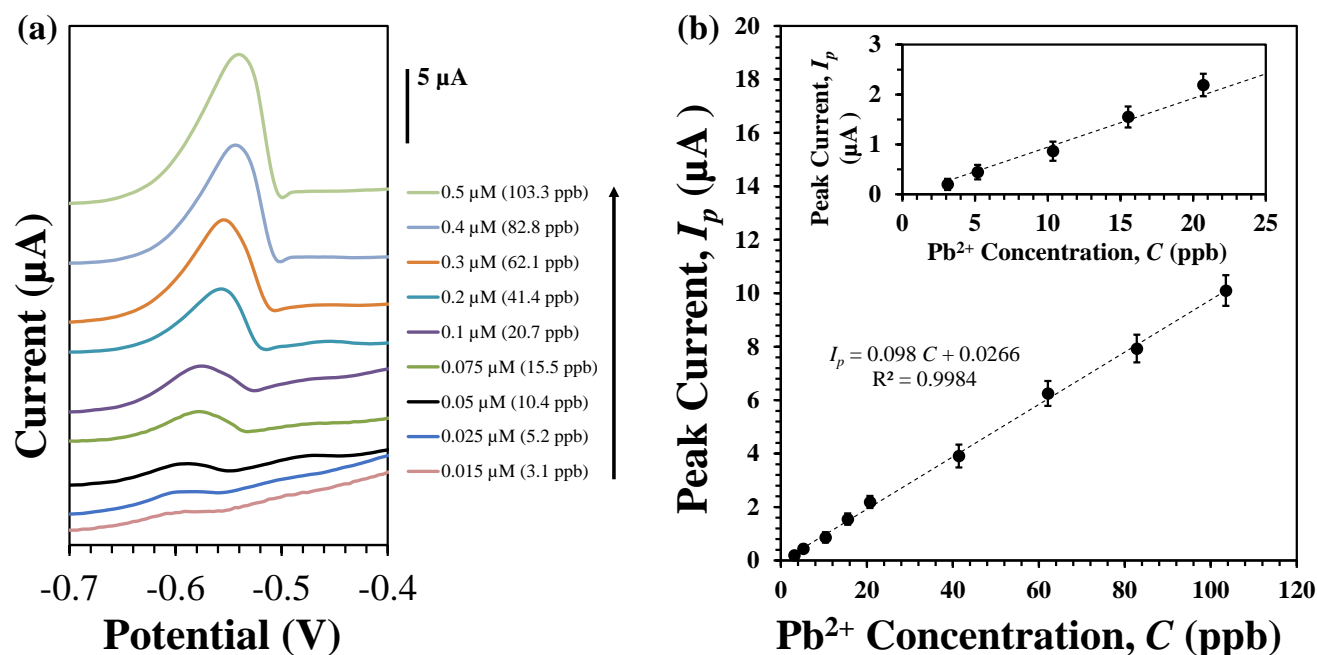 (a)
5 µA
0.5 µM (103.3 ppb)
0.4 µM (82.8 ppb)
0.3 µM (62.1 ppb)
0.2 µM (41.4 ppb)
0.1 µM (20.7 ppb)
0.075 µM (15.5 ppb)
0.05 µM (10.4 ppb)
0.025 µM (5.2 ppb)
0.015 µM (3.1 ppb)
Current (µA)
-0.7 -0.6 -0.5 -0.4
Potential (V)
(b)
20
18
16
14
12
10
8
6
4
2
0
Peak Current, Iₚ (µA)
0 20 40 60 80 100 120
Pb²⁺ Concentration, C (ppb)
Iₚ = 0.098 C + 0.0266
R² = 0.9984
3
2
1
0
Peak Current, Iₚ
(µA)
0 5 10 15 20 25
Pb²⁺ Concentration, C (ppb)